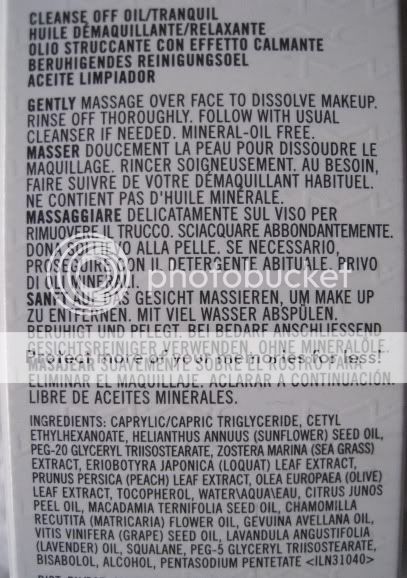 CLEANSE OFF OIL/TRANQUIL
HUILE DÉMAQUILLANTE/RELAXANTE
OLIO STRUCCANTE CON EFFETTO CALMANTE
BERUHIGENDES REINIGUNGSOEL
ACEITE LIMPIADOR
GENTLY MASSAGE OVER FACE TO DISSOLVE MAKEUP.
RINSE OFF THOROUGHLY. FOLLOW WITH USUAL
CLEANSER IF NEEDED. MINERAL-OIL FREE.
MASSER DOUCEMENT LA PEAU POUR DISSOUDRE LE
MAQUILLAGE. RINCER SOIGNEUSEMENT. AU BESOIN,
FAIRE SUIVRE DE VOTRE DÉMAQUILLANT HABITUEL.
NE CONTIENT PAS D'HUILE MINÉRALE.
MASSAGGIARE DELICATAMENTE SUL VISO PER
RIMUOVERE IL TRUCCO. SCIACQUARE ABBONDANTEMENTE.
DONA SOLLIEVO ALLA PELLE. SE NECESSARIO,
PROSEGUIRE CON IL DETERGENTE ABITUALE. PRIVO
DI OLI MINERALI.
photobucket
SANFT INS GESICHT MASSIEREN, UM MAKE UP
ZU ENTFERNEN. MIT VIEL WASSER ABSPÜLEN.
BERUHIGT UND PFLEGT. BEI BEDARF ANSCHLIESSEND
GESICHTSREINIGER VERWENDEN. OHNE MINERALÖLE.
Protect more of your memories for less!
MASAJEAR SUAVEMENTE SOBRE EL ROSTRO PARA
ELIMINAR EL MAQUILLAJE. ACLARAR A CONTINUACIÓN.
LIBRE DE ACEITES MINERALES.
INGREDIENTS: CAPRYLIC/CAPRIC TRIGLYCERIDE, CETYL
ETHYLHEXANOATE, HELIANTHUS ANNUUS (SUNFLOWER) SEED OIL,
PEG-20 GLYCERYL TRIISOSTEARATE, ZOSTERA MARINA (SEA GRASS)
EXTRACT, ERIOBOTYRA JAPONICA (LOQUAT) LEAF EXTRACT,
PRUNUS PERSICA (PEACH) LEAF EXTRACT, OLEA EUROPAEA (OLIVE)
LEAF EXTRACT, TOCOPHEROL, WATER\AQUA\EAU, CITRUS JUNOS
PEEL OIL, MACADAMIA TERNIFOLIA SEED OIL, CHAMOMILLA
RECUTITA (MATRICARIA) FLOWER OIL, GEVUINA AVELLANA OIL,
VITIS VINIFERA (GRAPE) SEED OIL, LAVANDULA ANGUSTIFOLIA
(LAVENDER) OIL, SQUALANE, PEG-5 GLYCERYL TRIISOSTEARATE,
BISABOLOL, ALCOHOL, PENTASODIUM PENTETATE <ILN31040>